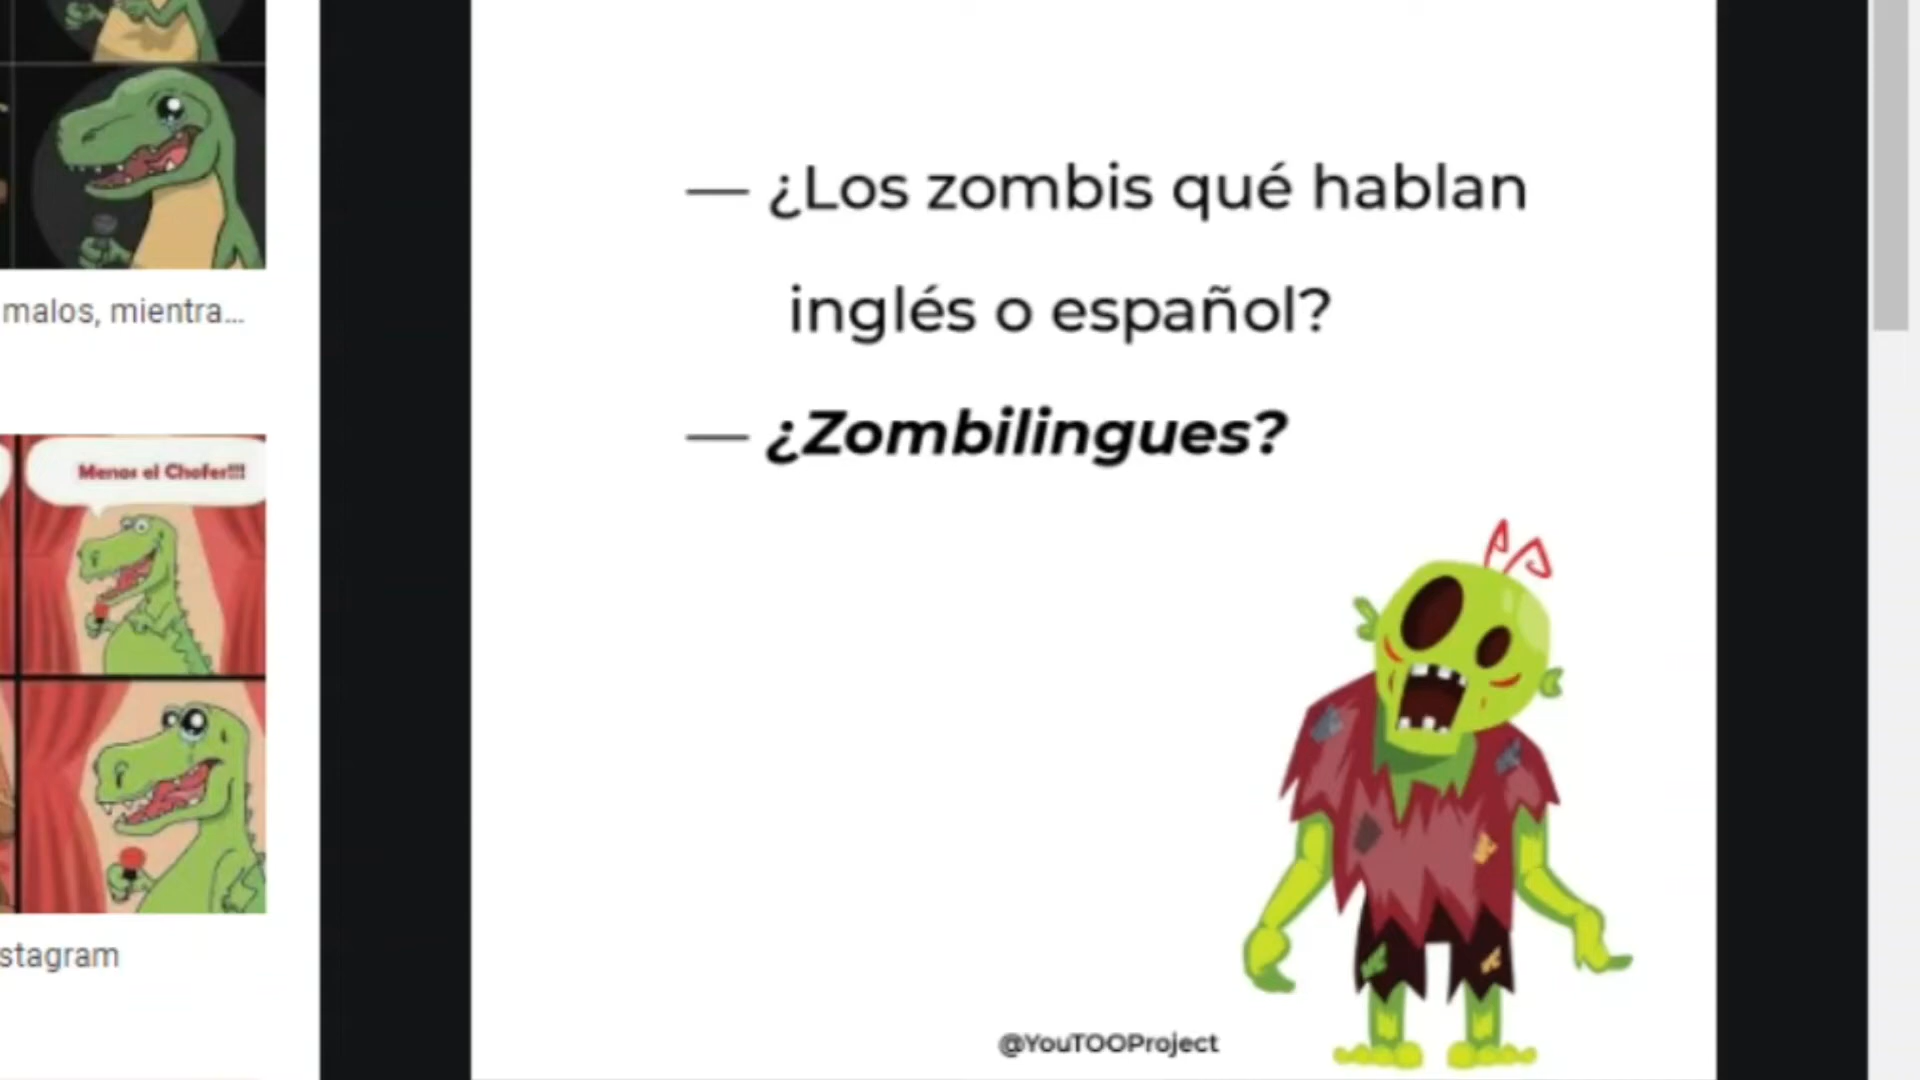 malos, mientra...
Menos el Chofer!!!
stagram
— ¿Los zombis qué hablan
inglés o español?
— ¿Zombilingues?
@YouTOOProject